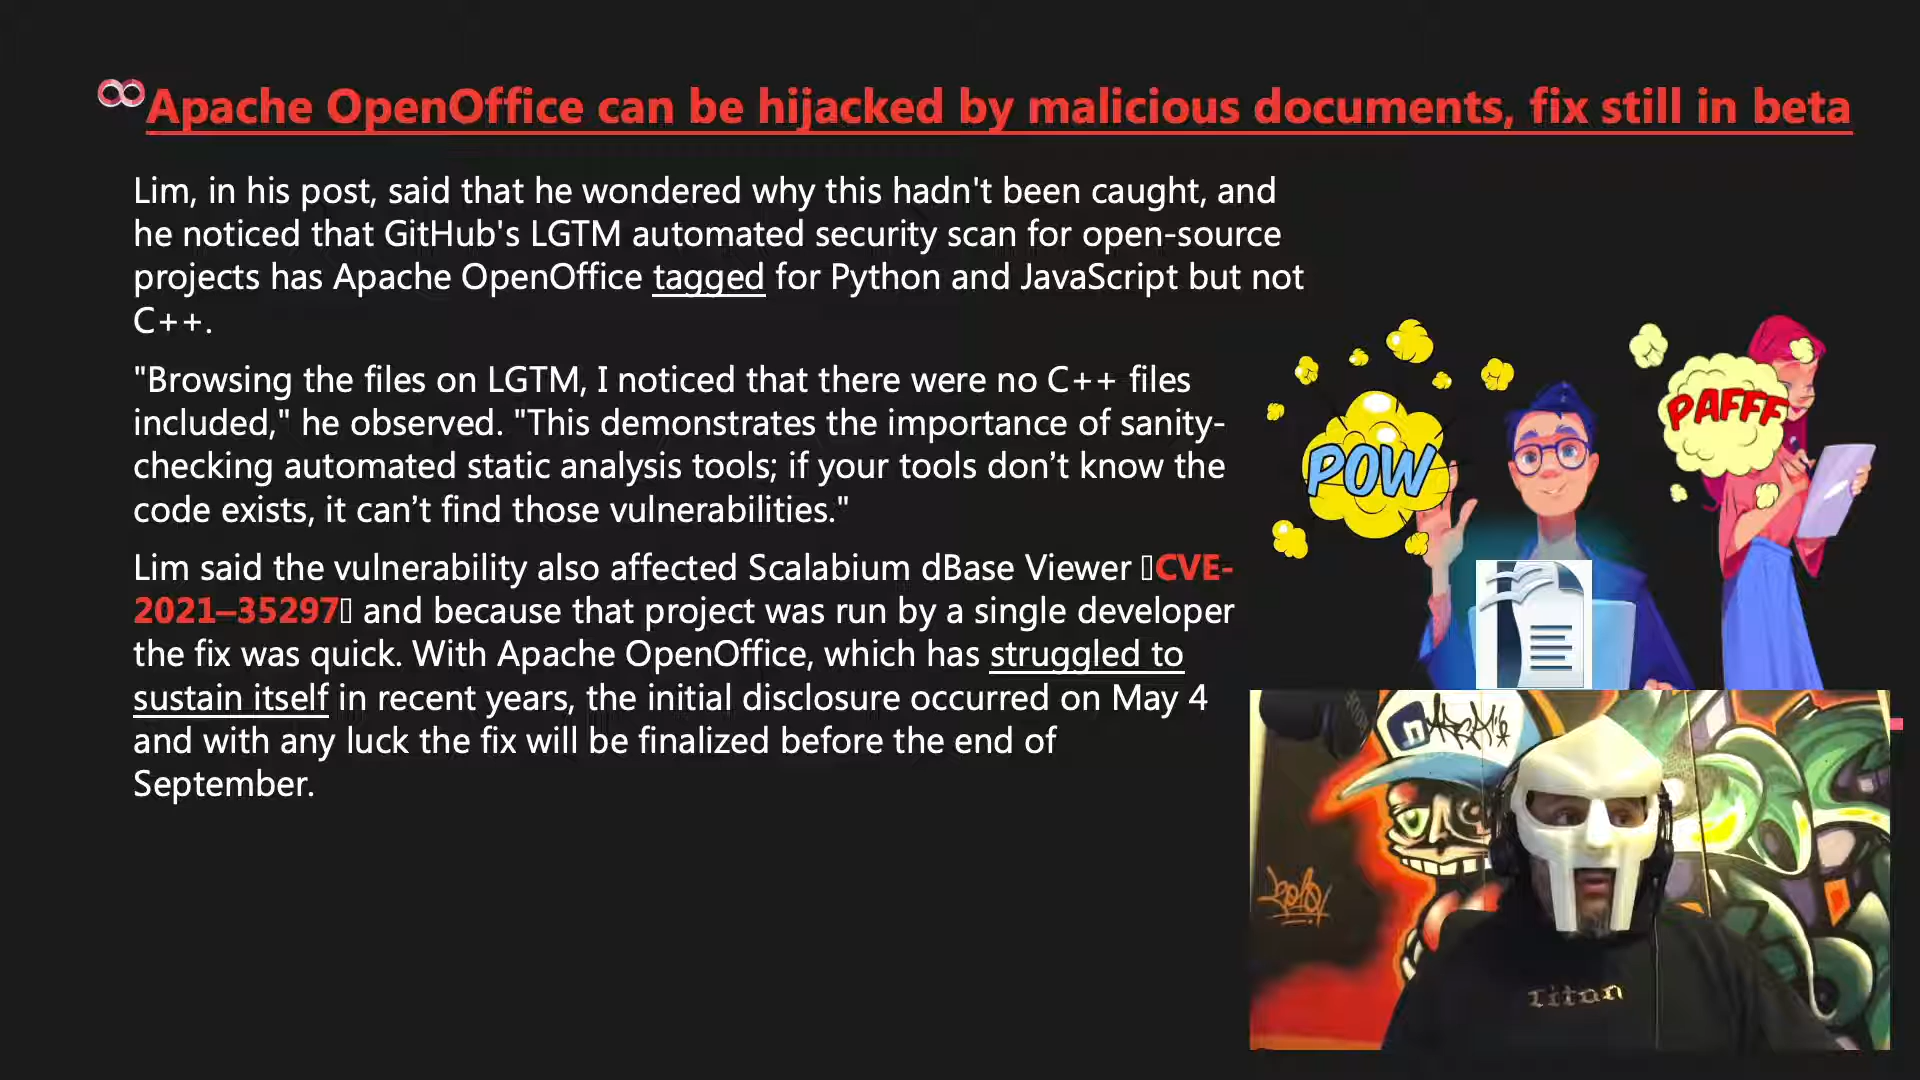 Apache OpenOffice can be hijacked by malicious documents, fix still in beta
Lim, in his post, said that he wondered why this hadn't been caught, and
he noticed that GitHub's LGTM automated security scan for open-source
projects has Apache OpenOffice tagged for Python and JavaScript but not
C++.
"Browsing the files on LGTM, I noticed that there were no C++ files
included," he observed. "This demonstrates the importance of sanity-
checking automated static analysis tools; if your tools don’t know the
code exists, it can’t find those vulnerabilities."
Lim said the vulnerability also affected Scalabium dBase Viewer CVE-
2021–35297 and because that project was run by a single developer
the fix was quick. With Apache OpenOffice, which has struggled to
sustain itself in recent years, the initial disclosure occurred on May 4
and with any luck the fix will be finalized before the end of
September.
POW
PAFFF
Titan